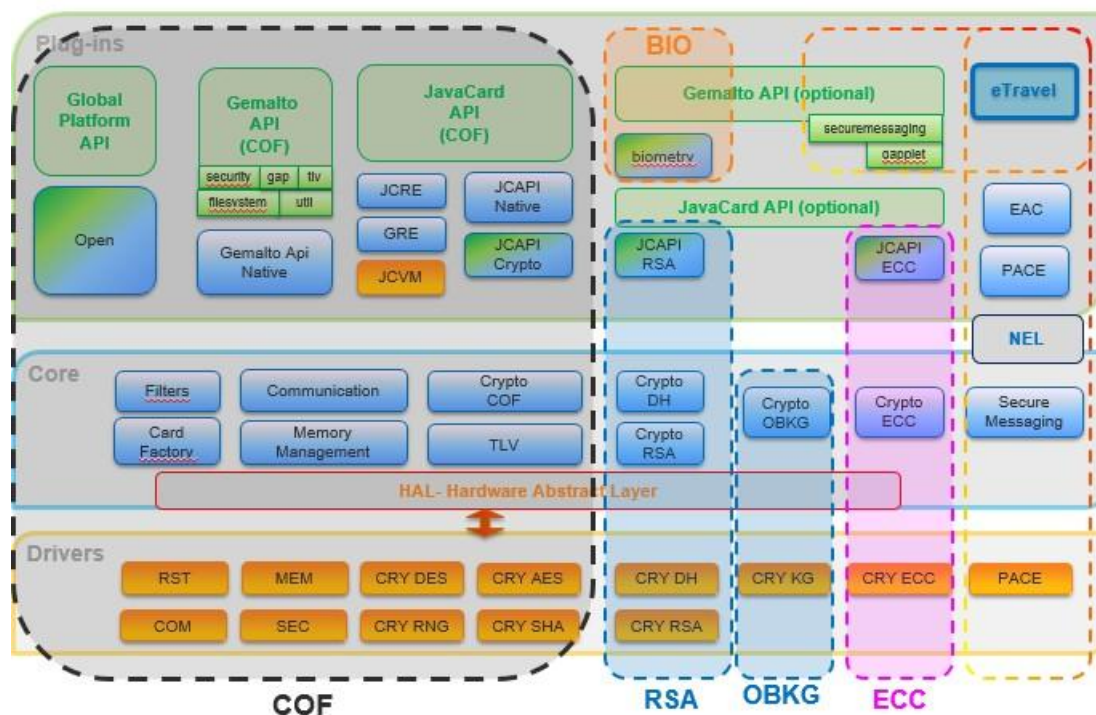 Plug-ins
BIO
Global
Platform
API
Gemalto
API
(COF)
JavaCard
API
(COF)
Gemalto API (optional)
eTravel
securemessaging
gapplet
biometry
security
gap
tlv
filesystem
util
JCRE
JCAPI
Native
JavaCard API (optional)
EAC
Open
Gemalto Api
Native
GRE
JCAPI
Crypto
JCAPI
RSA
JCAPI
ECC
PACE
JCVM
NEL
Core
Filters
Communication
Crypto
COF
Crypto
DH
Crypto
OBKG
Crypto
ECC
Secure
Messaging
Card
Factory
Memory
Management
TLV
Crypto
RSA
HAL- Hardware Abstract Layer
Drivers
RST
MEM
CRY DES
CRY AES
CRY DH
CRY KG
CRY ECC
PACE
COM
SEC
CRY RNG
CRY SHA
CRY RSA
COF
RSA
OBKG
ECC